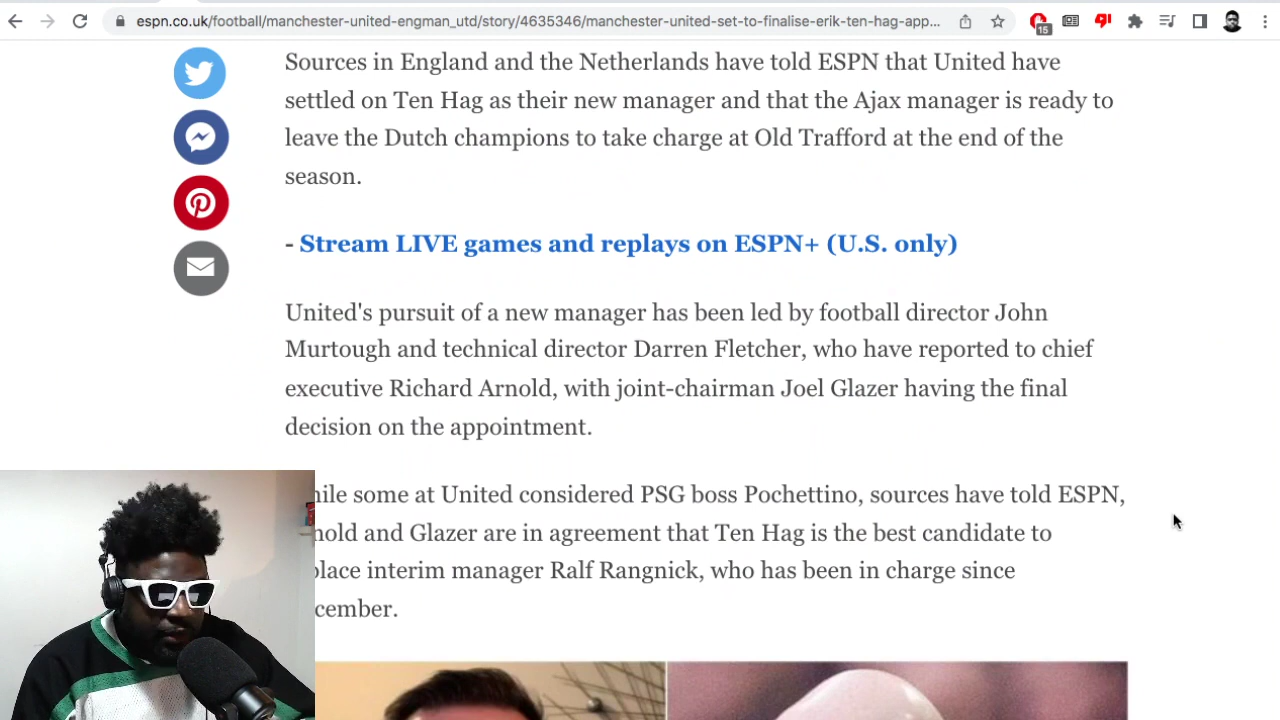 espn.co.uk/football/manchester-united-engman_utd/story/4635346/manchester-united-set-to-finalise-erik-ten-hag-app...
15
Sources in England and the Netherlands have told ESPN that United have
settled on Ten Hag as their new manager and that the Ajax manager is ready to
leave the Dutch champions to take charge at Old Trafford at the end of the
season.
- Stream LIVE games and replays on ESPN+ (U.S. only)
United's pursuit of a new manager has been led by football director John
Murtough and technical director Darren Fletcher, who have reported to chief
executive Richard Arnold, with joint-chairman Joel Glazer having the final
decision on the appointment.
hile some at United considered PSG boss Pochettino, sources have told ESPN,
nold and Glazer are in agreement that Ten Hag is the best candidate to
place interim manager Ralf Rangnick, who has been in charge since
cember.